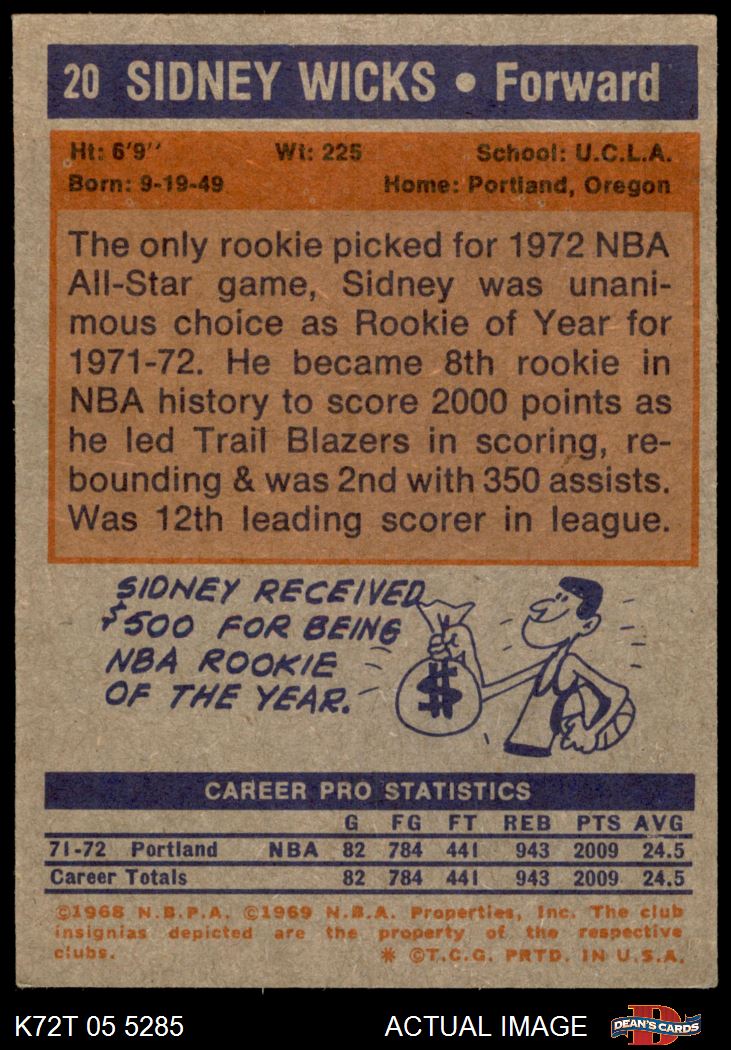 20 SIDNEY WICKS • Forward
Ht: 6'9'' Wt: 225 School: U.C.L.A.
Born: 9-19-49 Home: Portland, Oregon
The only rookie picked for 1972 NBA
All-Star game, Sidney was unani-
mous choice as Rookie of Year for
1971-72. He became 8th rookie in
NBA history to score 2000 points as
he led Trail Blazers in scoring, re-
bounding & was 2nd with 350 assists.
Was 12th leading scorer in league.
SIDNEY RECEIVED
$500 FOR BEING
NBA ROOKIE
OF THE YEAR.
$
CAREER PRO STATISTICS
G FG FT REB PTS AVG
71-72 Portland NBA 82 784 441 943 2009 24.5
Career Totals 82 784 441 943 2009 24.5
©1968 N.B.P.A. ©1969 N.B.A. Properties, Inc. The club
insignias depicted are the property of the respective
clubs. * ©T.C.G. PRTD. IN U.S.A.
K72T 05 5285 ACTUAL IMAGE D DEAN'S CARDS